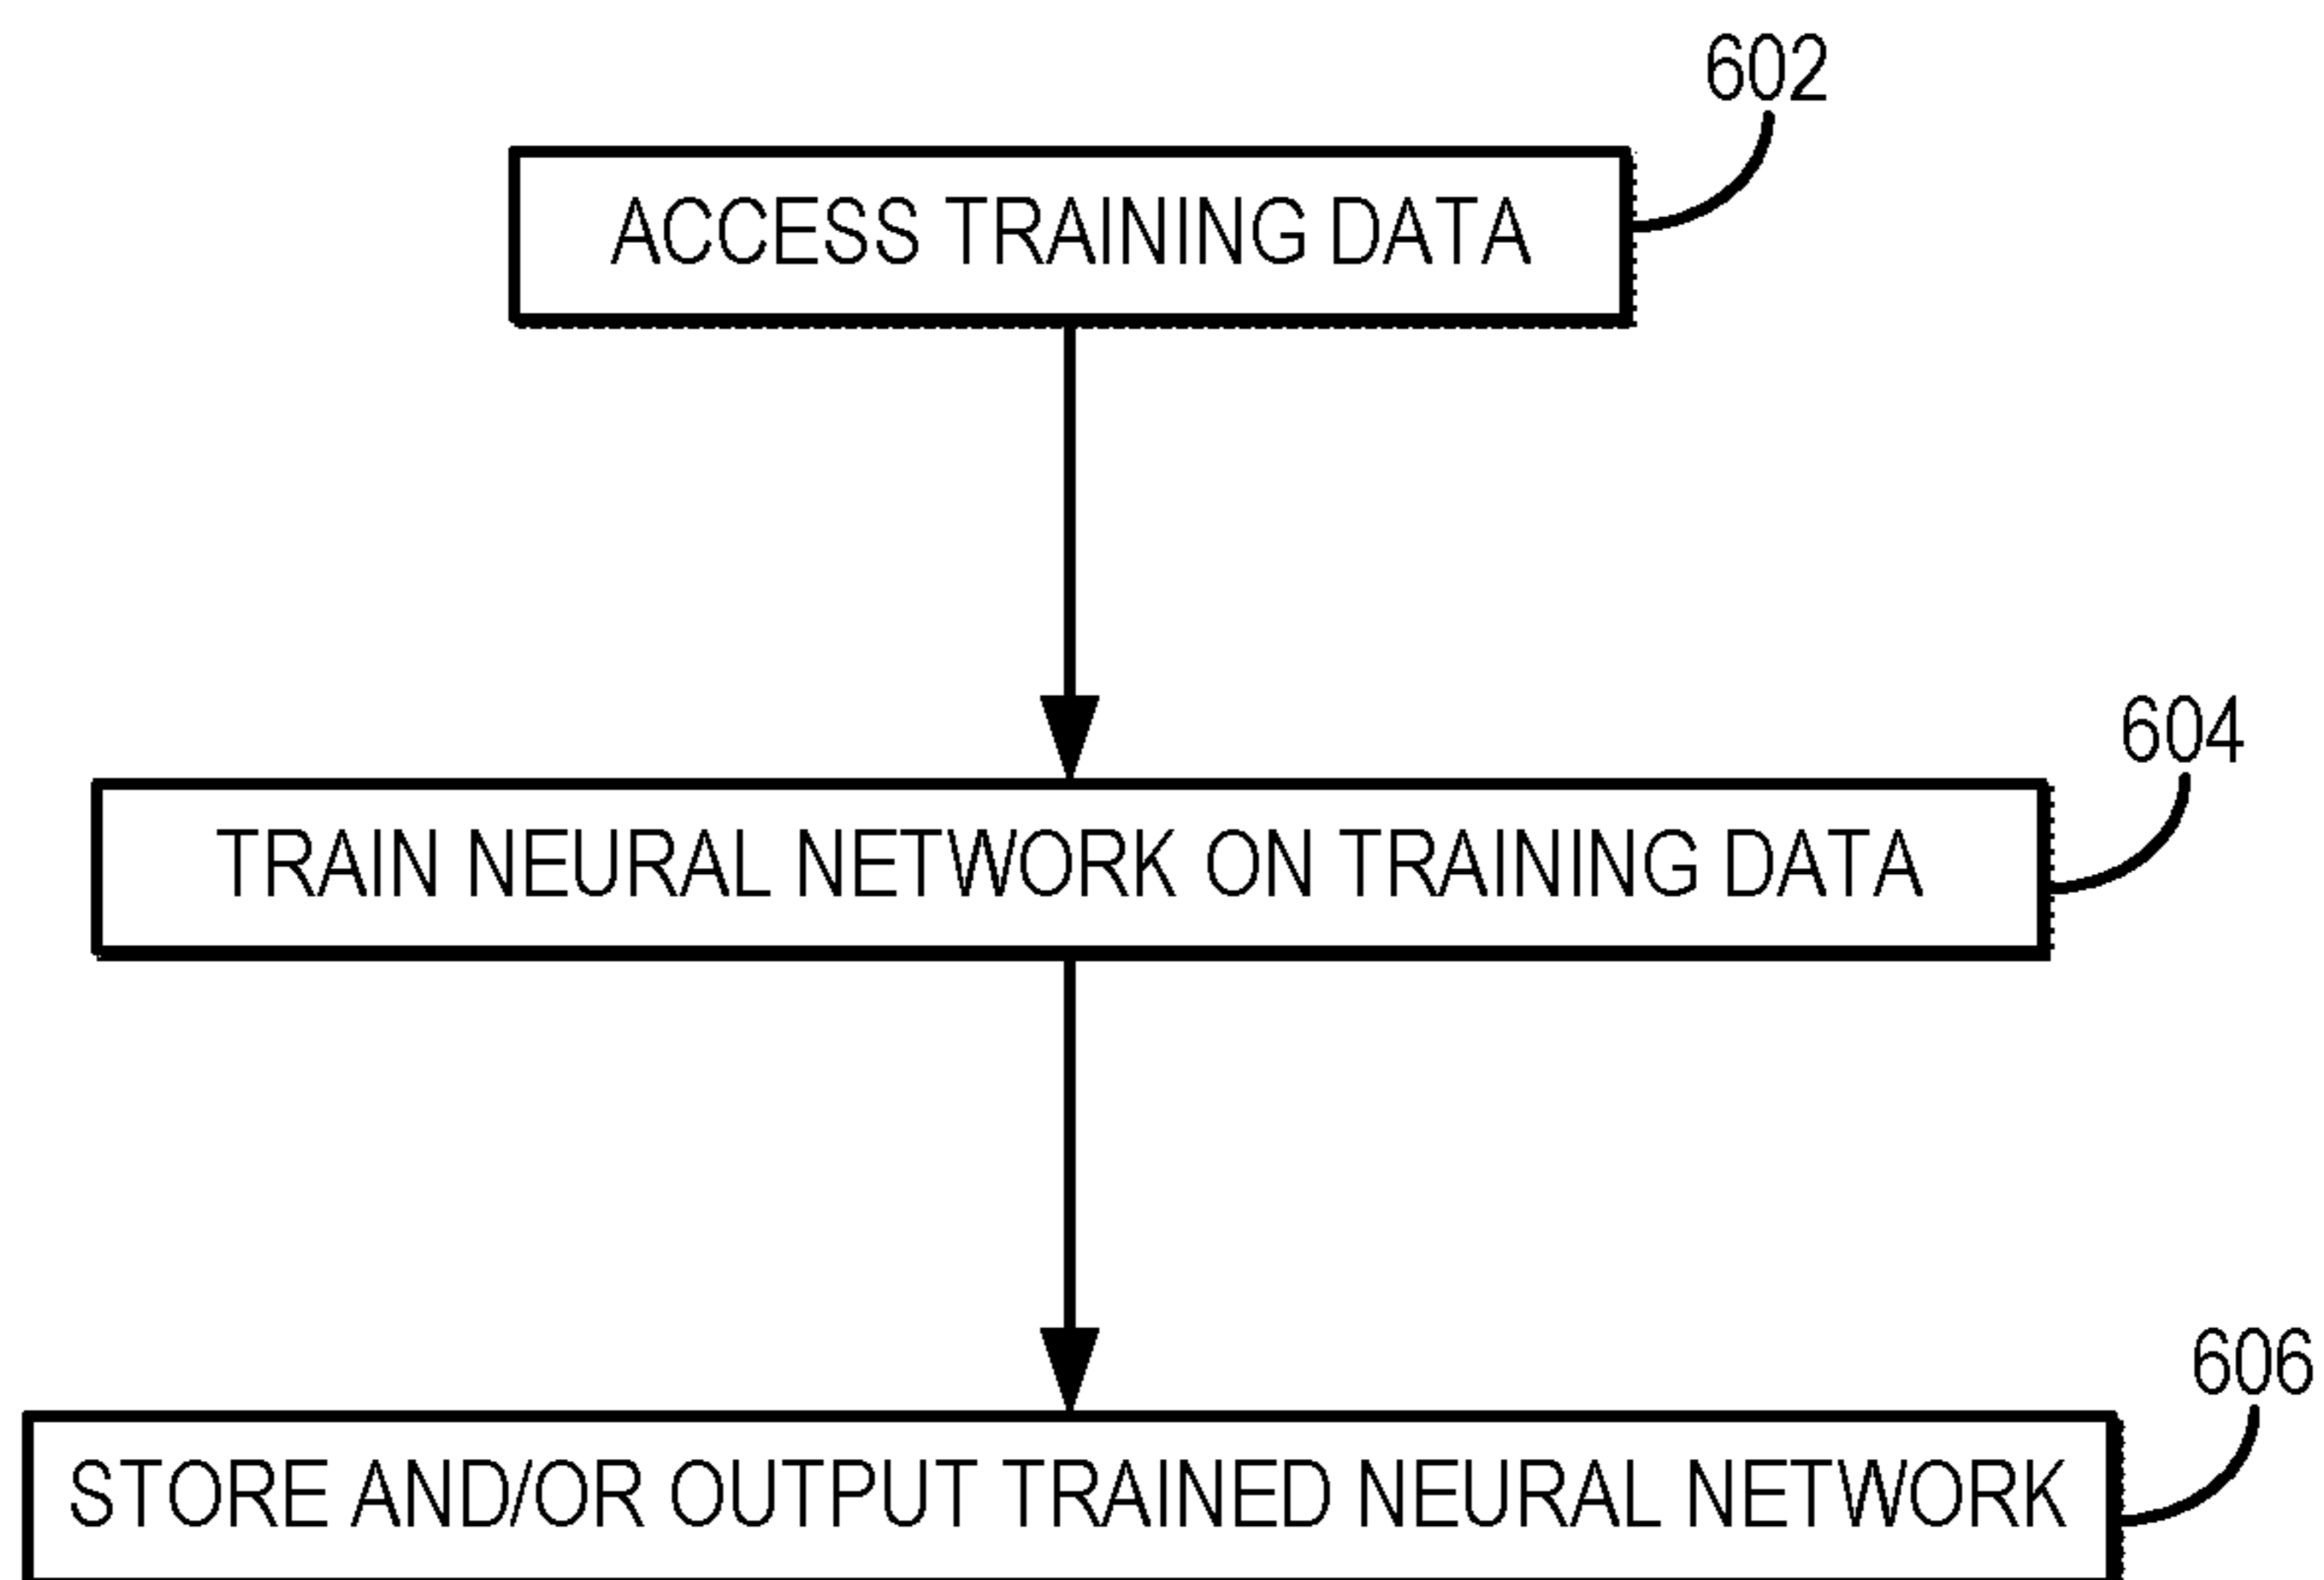 602
ACCESS TRAINING DATA
604
TRAIN NEURAL NETWORK ON TRAINING DATA
606
STORE AND/OR OUTPUT TRAINED NEURAL NETWORK